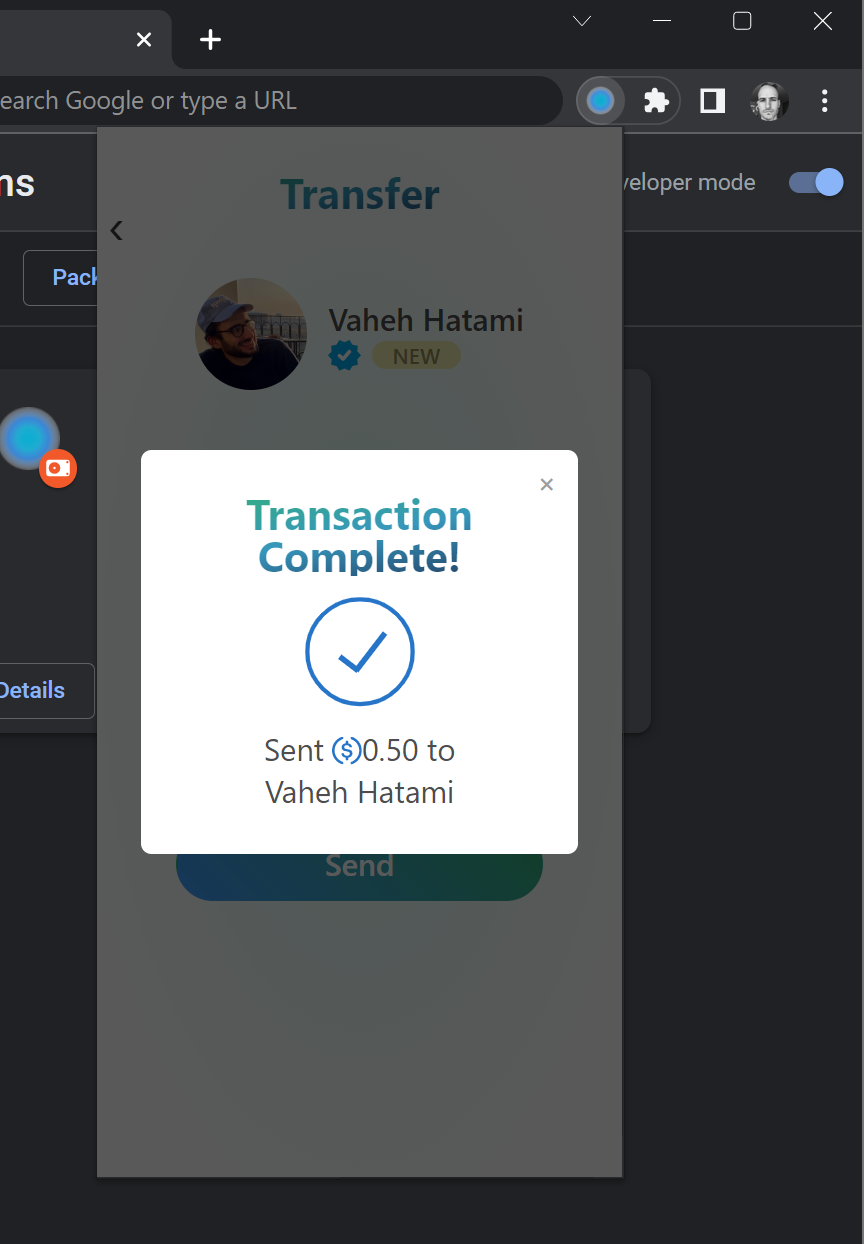 earch Google or type a URL
ns
veloper mode
Transfer
Pack
Vaheh Hatami
NEW
Transaction
Complete!
Details
Sent $0.50 to
Vaheh Hatami
Send